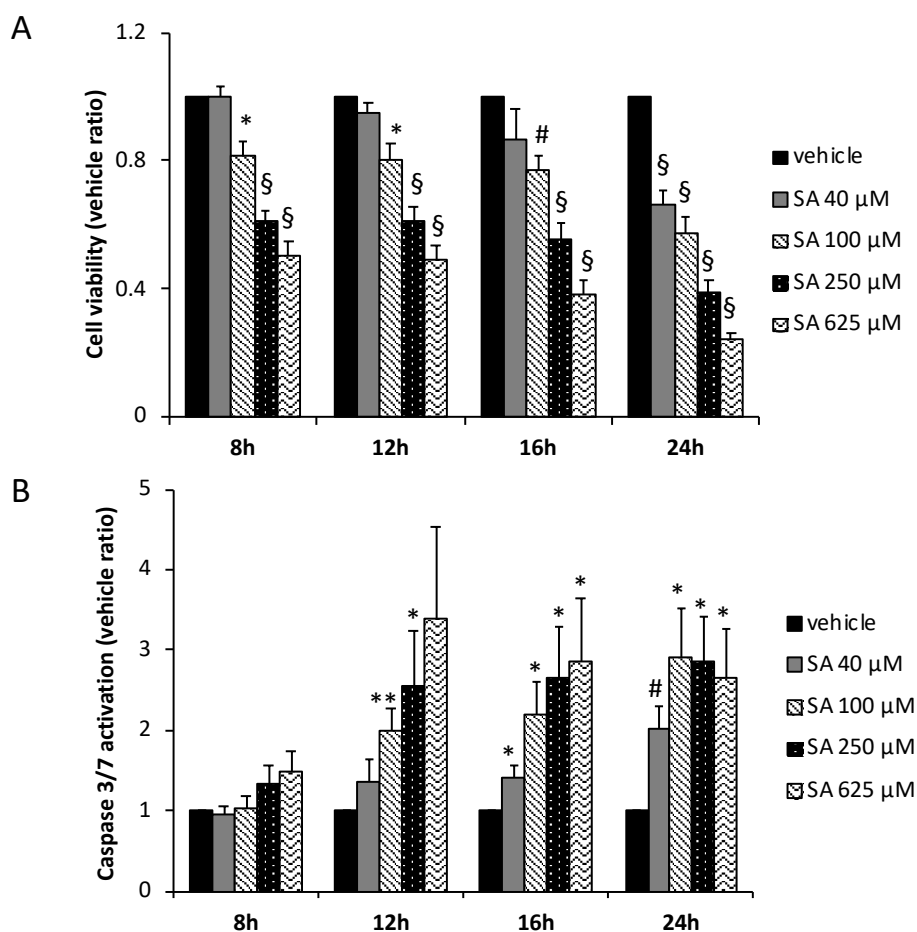 A
Cell viability (vehicle ratio)
1.2
0.8
0.4
0
* § §
* § §
# § §
§ § § §
8h 12h 16h 24h
vehicle
SA 40 µM
SA 100 µM
SA 250 µM
SA 625 µM
B
Caspase 3/7 activation (vehicle ratio)
5
4
3
2
1
0
** *
* * * *
# * * *
8h 12h 16h 24h
vehicle
SA 40 µM
SA 100 µM
SA 250 µM
SA 625 µM